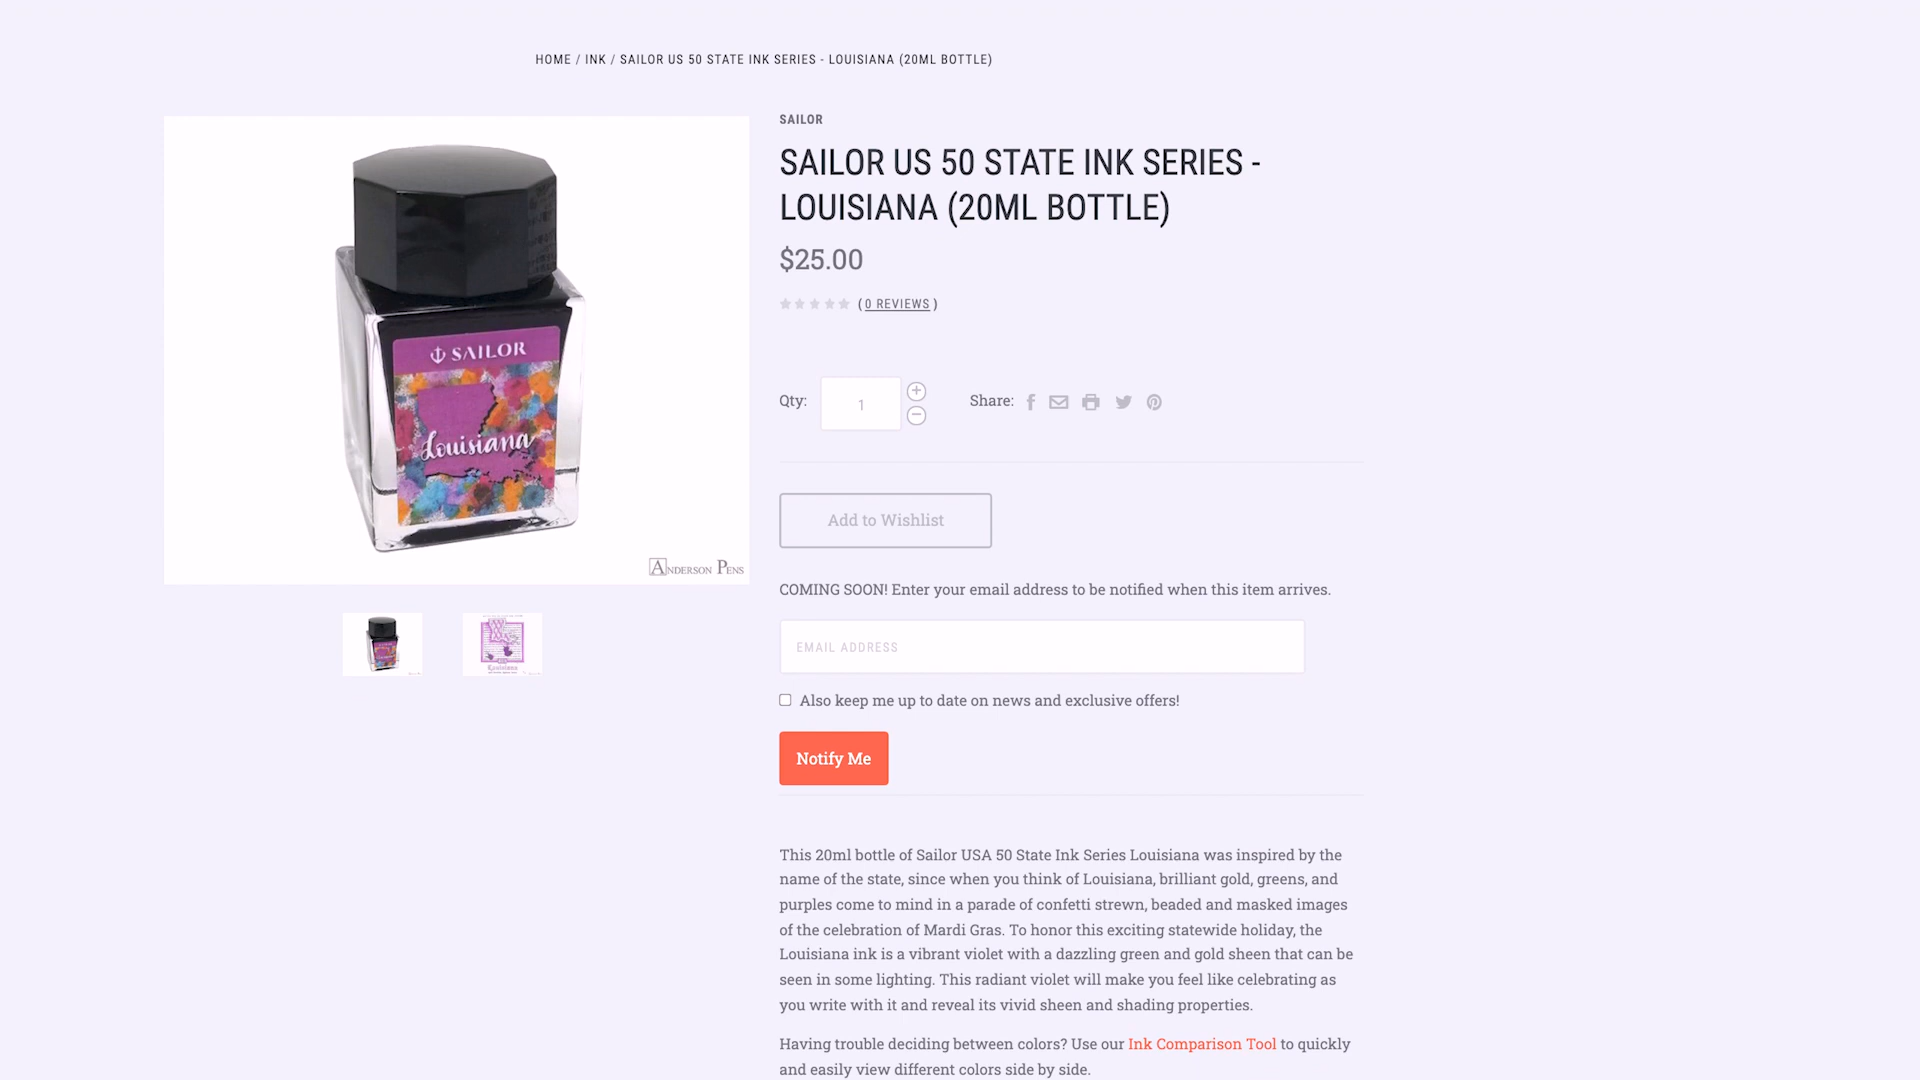 HOME / INK / SAILOR US 50 STATE INK SERIES - LOUISIANA (20ML BOTTLE)
SAILOR
Louisiana
ANDERSON PENS
Louisiana
SAILOR
SAILOR US 50 STATE INK SERIES -
LOUISIANA (20ML BOTTLE)
$25.00
( 0 REVIEWS )
Qty: 1
Share:
Add to Wishlist
COMING SOON! Enter your email address to be notified when this item arrives.
EMAIL ADDRESS
Also keep me up to date on news and exclusive offers!
Notify Me
This 20ml bottle of Sailor USA 50 State Ink Series Louisiana was inspired by the
name of the state, since when you think of Louisiana, brilliant gold, greens, and
purples come to mind in a parade of confetti strewn, beaded and masked images
of the celebration of Mardi Gras. To honor this exciting statewide holiday, the
Louisiana ink is a vibrant violet with a dazzling green and gold sheen that can be
seen in some lighting. This radiant violet will make you feel like celebrating as
you write with it and reveal its vivid sheen and shading properties.
Having trouble deciding between colors? Use our Ink Comparison Tool to quickly
and easily view different colors side by side.